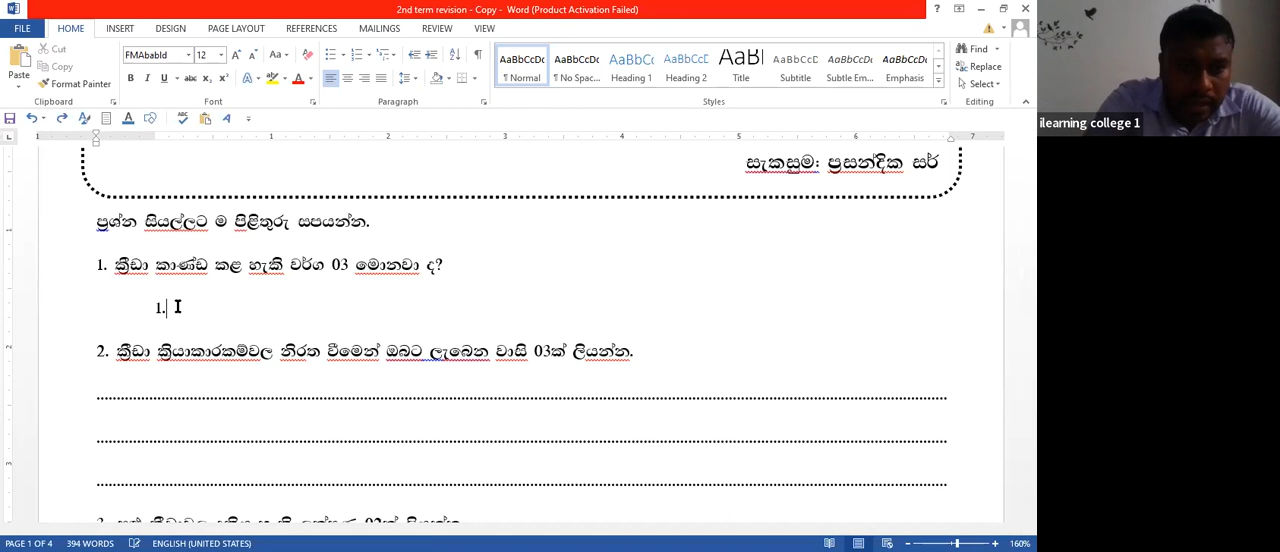 2nd term revision - Copy - Word (Product Activation Failed)
FILE HOME INSERT DESIGN PAGE LAYOUT REFERENCES MAILINGS REVIEW VIEW
Cut
Copy
Paste
Format Painter
FMAbabld 12
AaBbCcDc AaBbCcDc AaBbCc AaBbCcD AaBl AaBbCcD AaBbCcDc AaBbCcDc
¶ Normal ¶ No Spac... Heading 1 Heading 2 Title Subtitle Subtle Em... Emphasis
Find
Replace
Select
Clipboard Font Paragraph Styles Editing
ilearning college 1
සැකසුම: ප්‍රසන්දික සර්
ප්‍රශ්න සියල්ලට ම පිළිතුරු සපයන්න.
1. ක්‍රීඩා කාණ්ඩ කළ හැකි වර්ග 03 මොනවා ද?
1.
2. ක්‍රීඩා ක්‍රියාකාරකම්වල නිරත වීමෙන් ඔබට ලැබෙන වාසි 03ක් ලියන්න.
PAGE 1 OF 4 394 WORDS ENGLISH (UNITED STATES) 160%